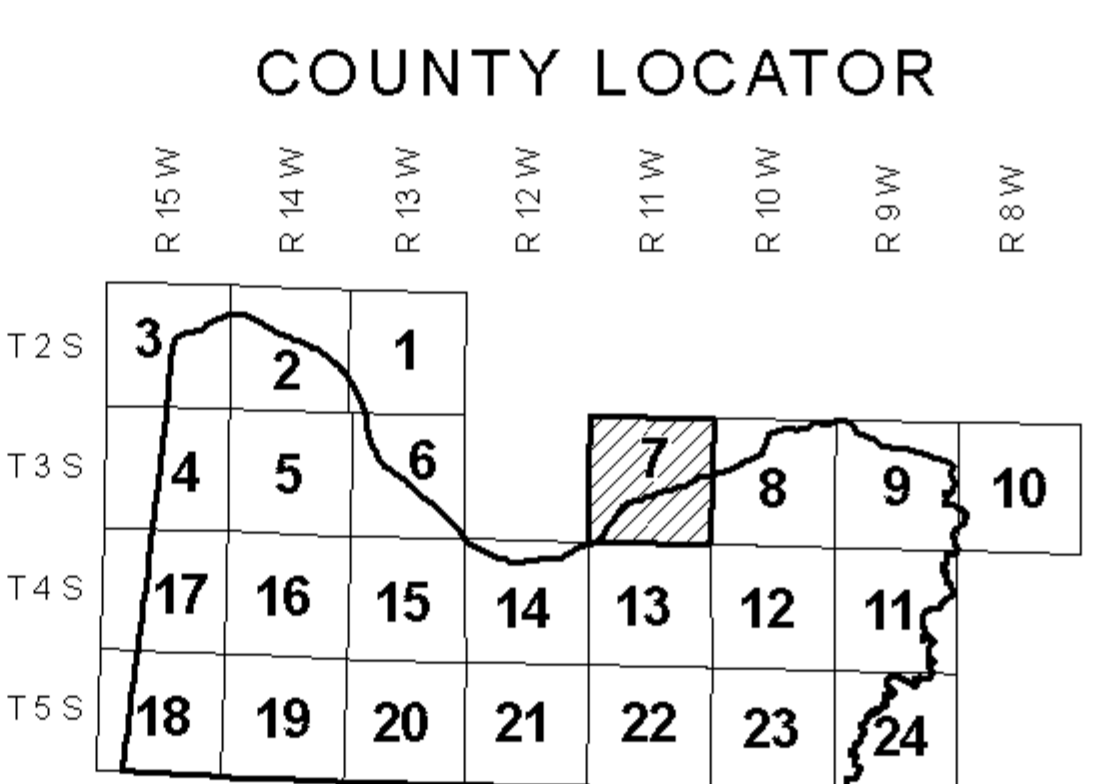 COUNTY LOCATOR
R 15 W R 14 W R 13 W R 12 W R 11 W R 10 W R 9 W R 8 W
T 2 S 3 2 1
T 3 S 4 5 6 7 8 9 10
T 4 S 17 16 15 14 13 12 11
T 5 S 18 19 20 21 22 23 24